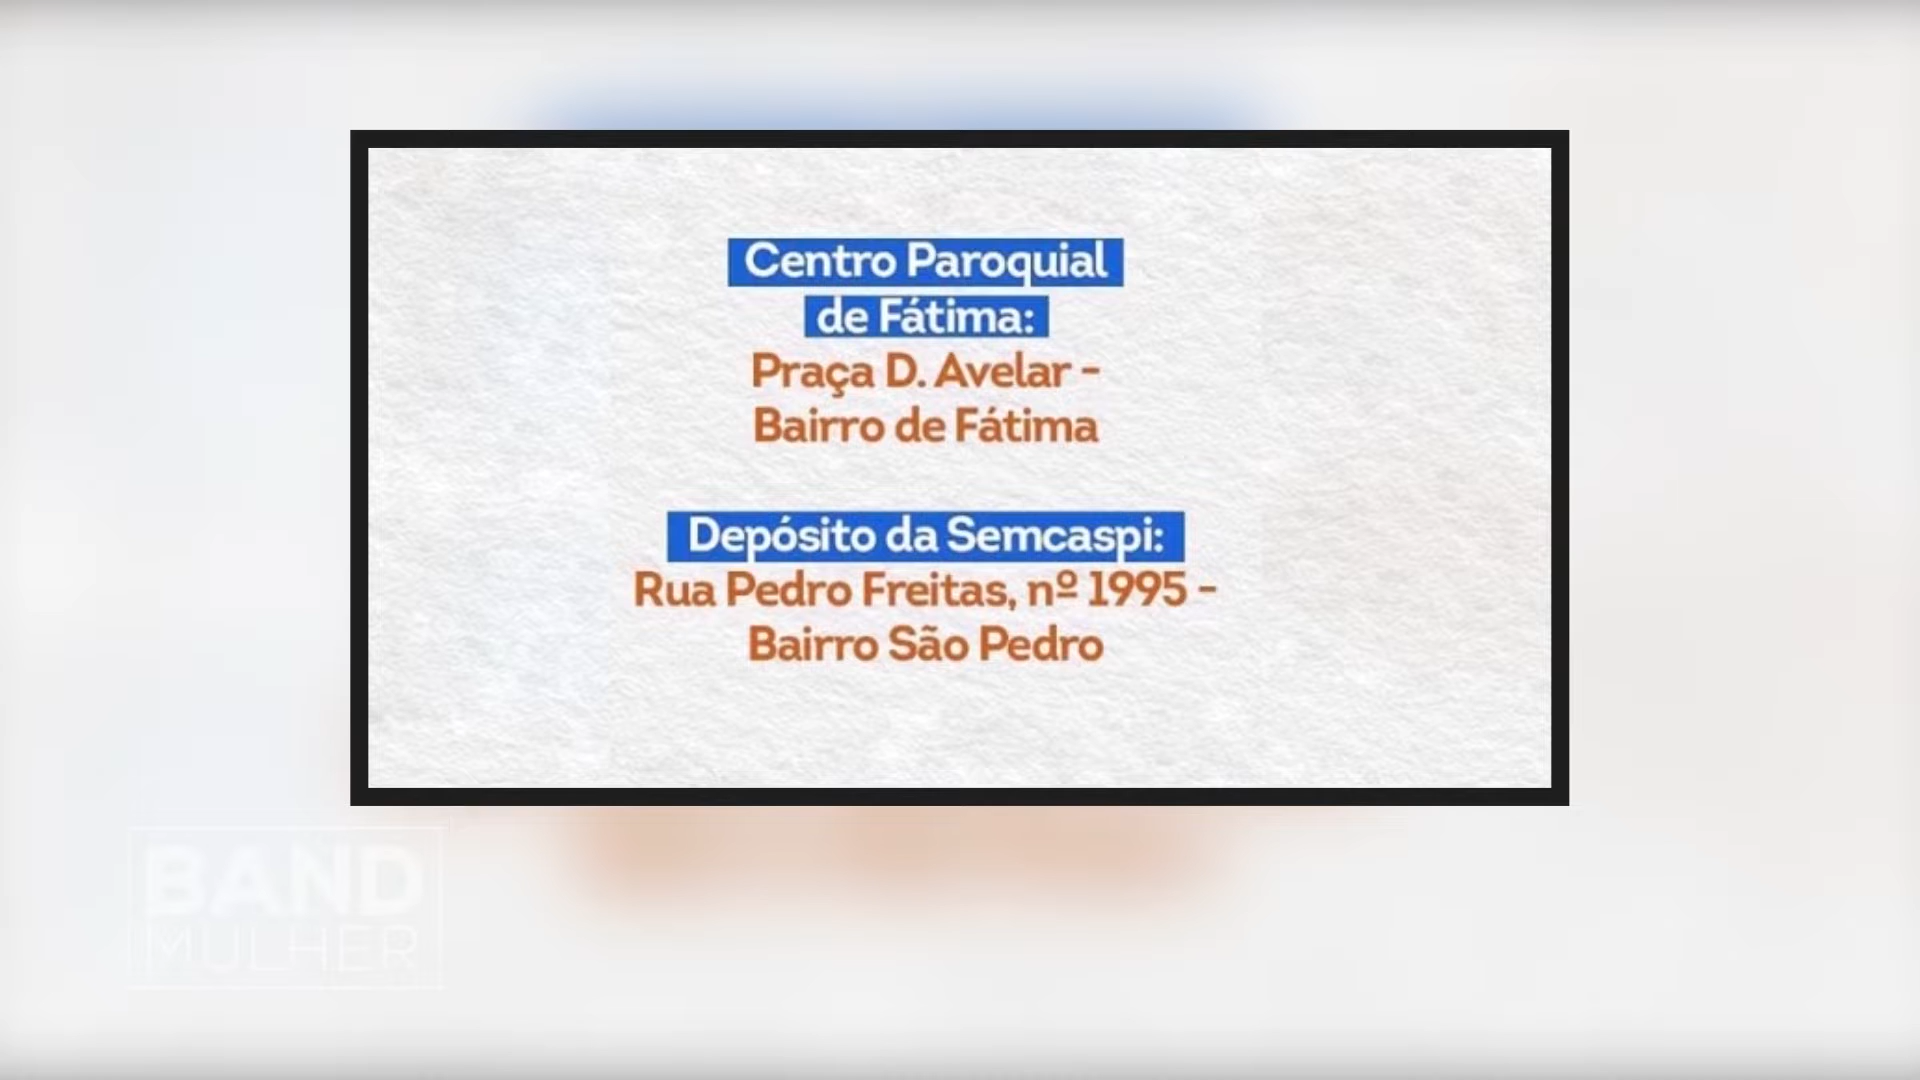 Centro Paroquial
de Fátima:
Praça D. Avelar -
Bairro de Fátima
Depósito da Semcaspi:
Rua Pedro Freitas, nº 1995 -
Bairro São Pedro
BAND
MULHER